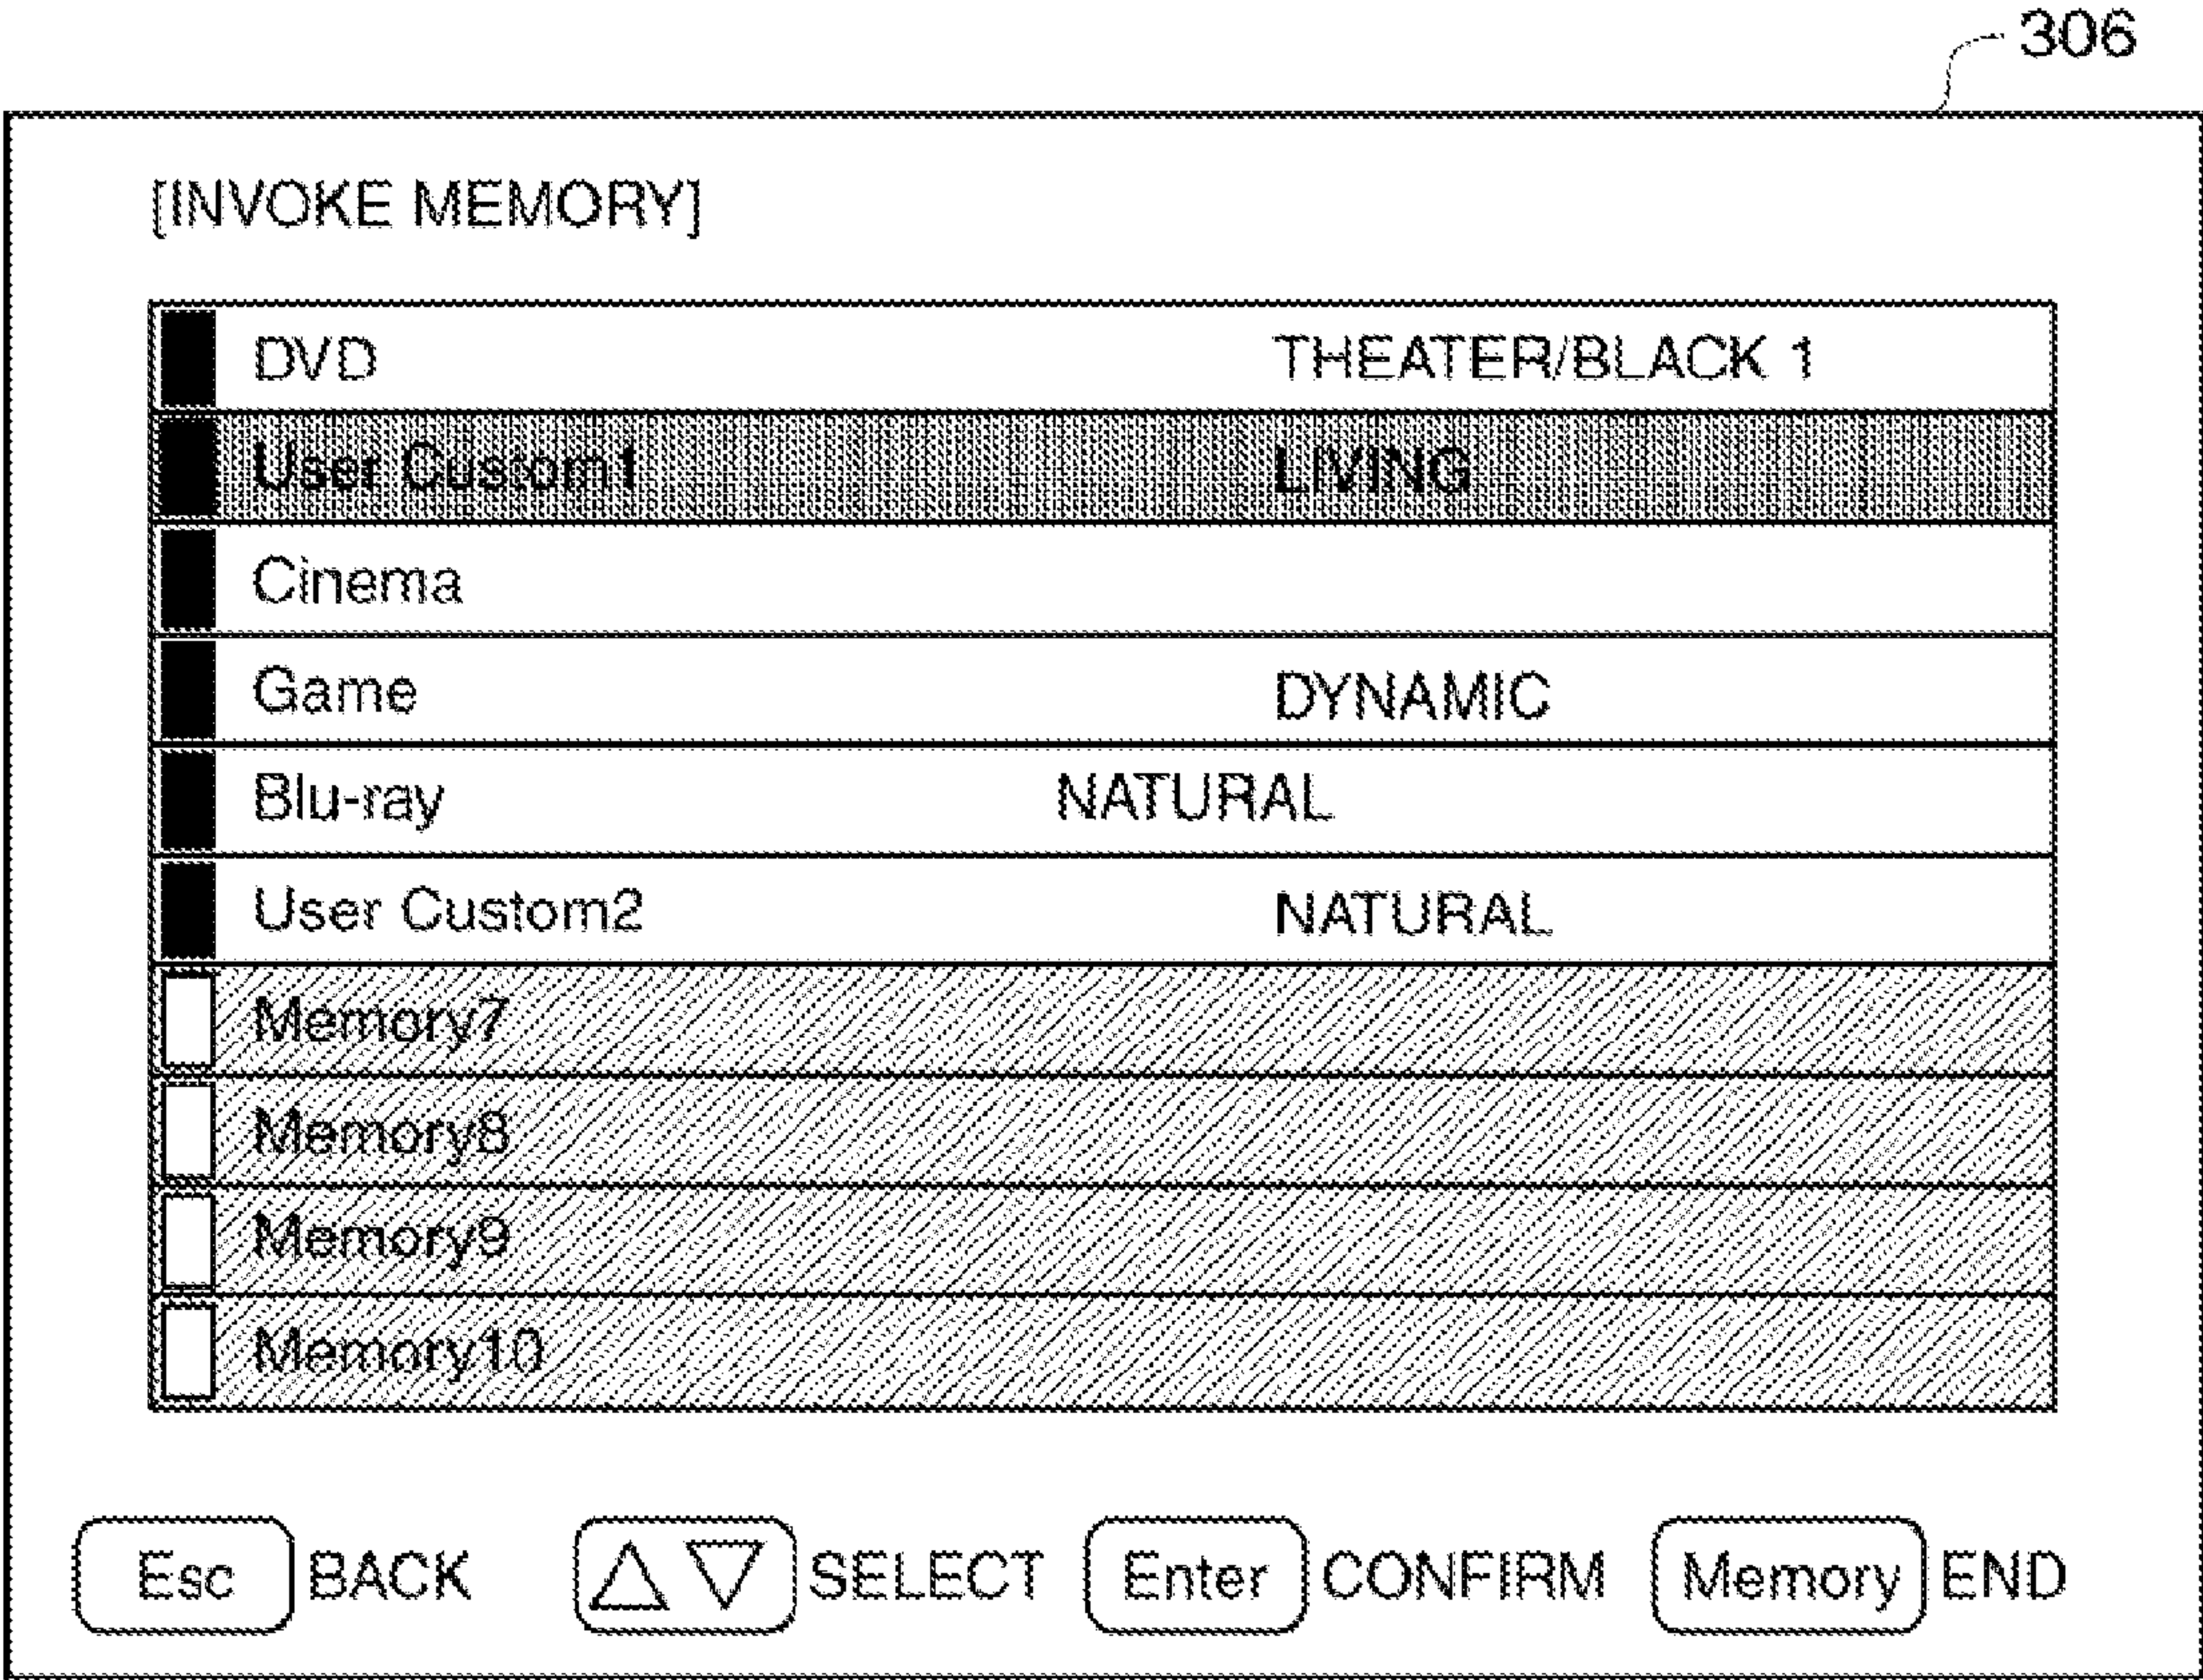 306
[INVOKE MEMORY]
DVD THEATER/BLACK 1
User Custom1 LIVING
Cinema
Game DYNAMIC
Blu-ray NATURAL
User Custom2 NATURAL
Memory7
Memory8
Memory9
Memory10
Esc BACK △ ▽ SELECT Enter CONFIRM Memory END